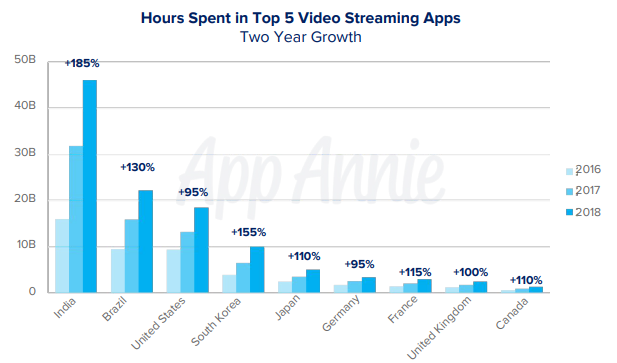 Hours Spent in Top 5 Video Streaming Apps
Two Year Growth
50B
40B
30B
20B
10B
0
+185%
+130%
+95%
+155%
+110%
+95%
+115%
+100%
+110%
India
Brazil
United States
South Korea
Japan
Germany
France
United Kingdom
Canada
2016
2017
2018
App Annie